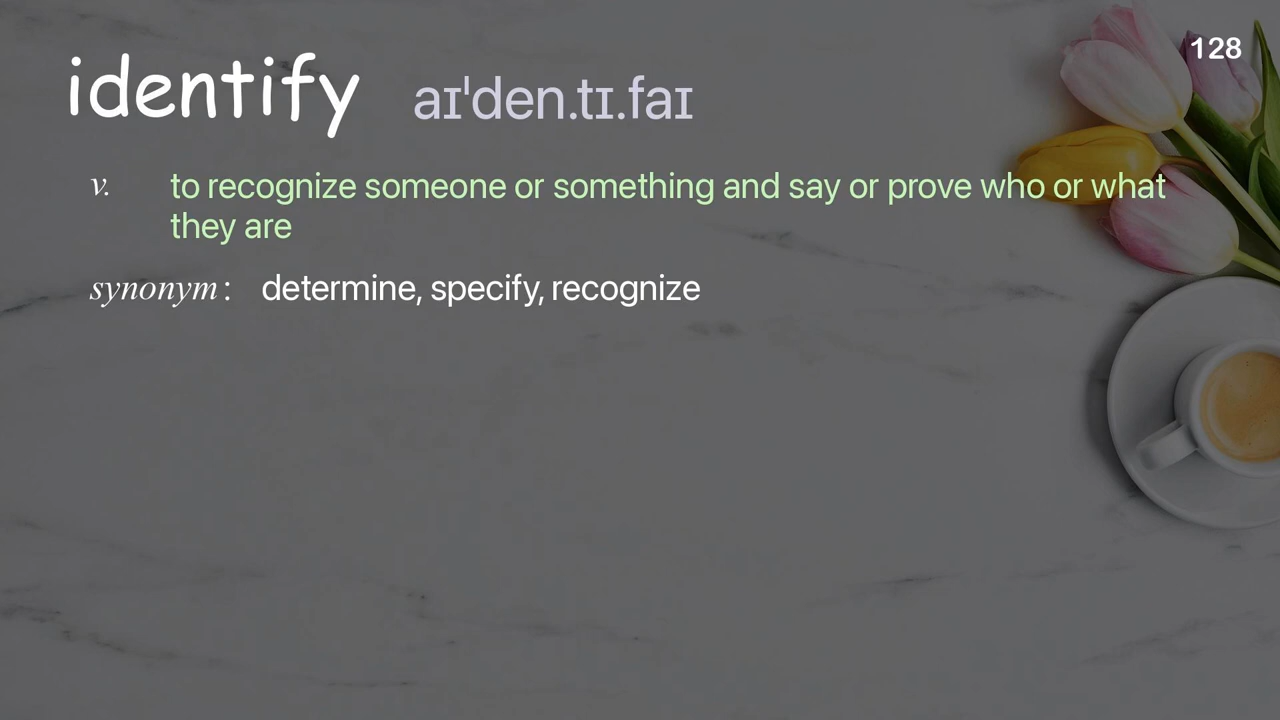 128
identify aɪˈden.tɪ.faɪ
v. to recognize someone or something and say or prove who or what
they are
synonym: determine, specify, recognize